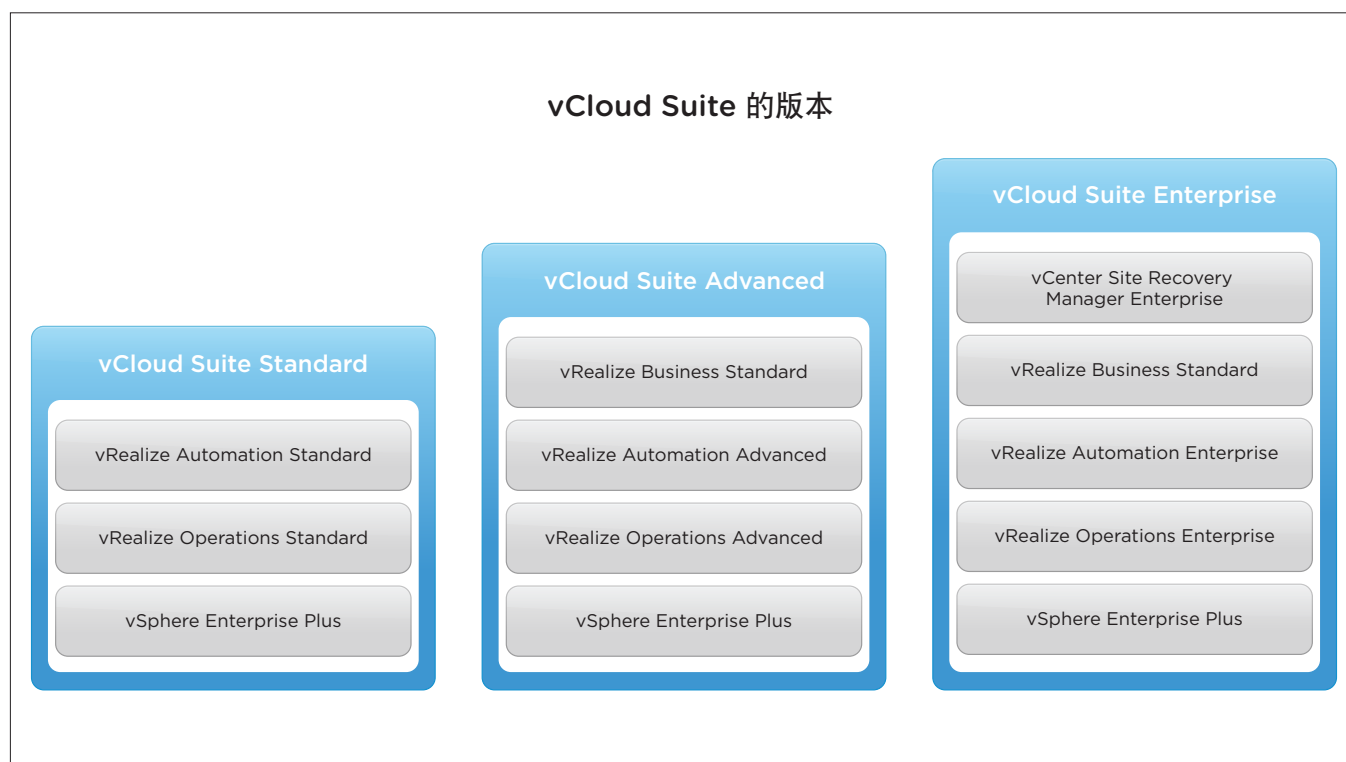 vCloud Suite 的版本
vCloud Suite Standard
vRealize Automation Standard
vRealize Operations Standard
vSphere Enterprise Plus
vCloud Suite Advanced
vRealize Business Standard
vRealize Automation Advanced
vRealize Operations Advanced
vSphere Enterprise Plus
vCloud Suite Enterprise
vCenter Site Recovery
Manager Enterprise
vRealize Business Standard
vRealize Automation Enterprise
vRealize Operations Enterprise
vSphere Enterprise Plus